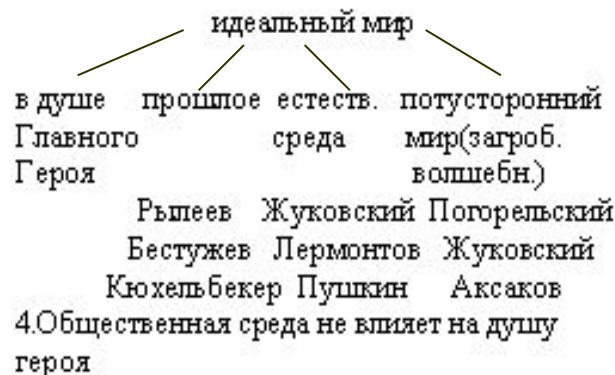 идеальный мир
в душе прошлое естеств. потусторонний
Главного среда мир(загроб.
Героя волшебн.)
Рылеев Жуковский Погорельский
Бестужев Лермонтов Жуковский
Кюхельбекер Пушкин Аксаков
4.Общественная среда не влияет на душу
героя